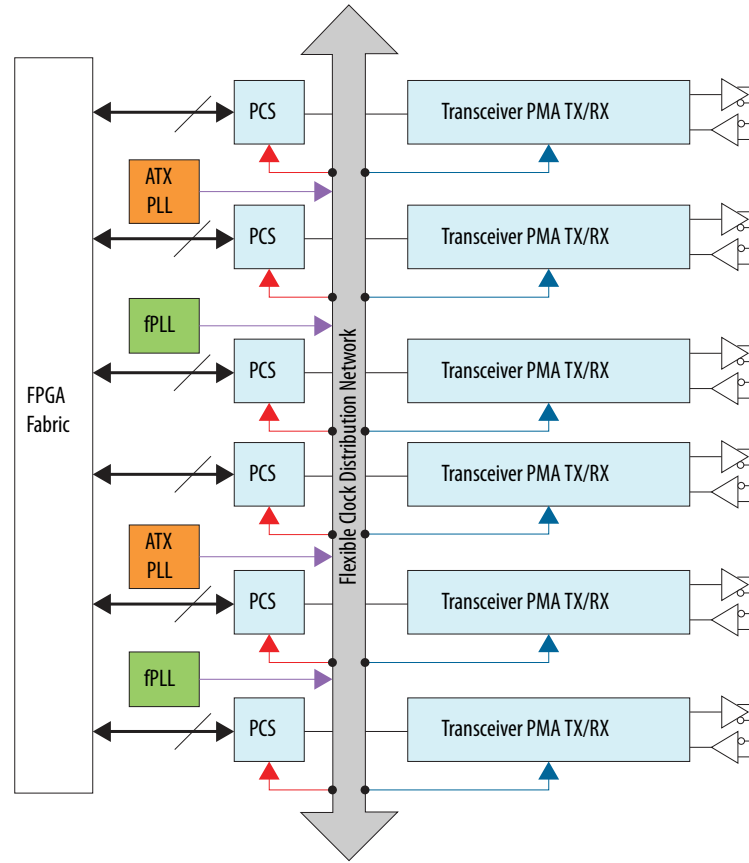 PCS
Transceiver PMA TX/RX
ATX
PLL
PCS
Transceiver PMA TX/RX
fPLL
PCS
Transceiver PMA TX/RX
FPGA
Fabric
Flexible Clock Distribution Network
PCS
Transceiver PMA TX/RX
ATX
PLL
PCS
Transceiver PMA TX/RX
fPLL
PCS
Transceiver PMA TX/RX